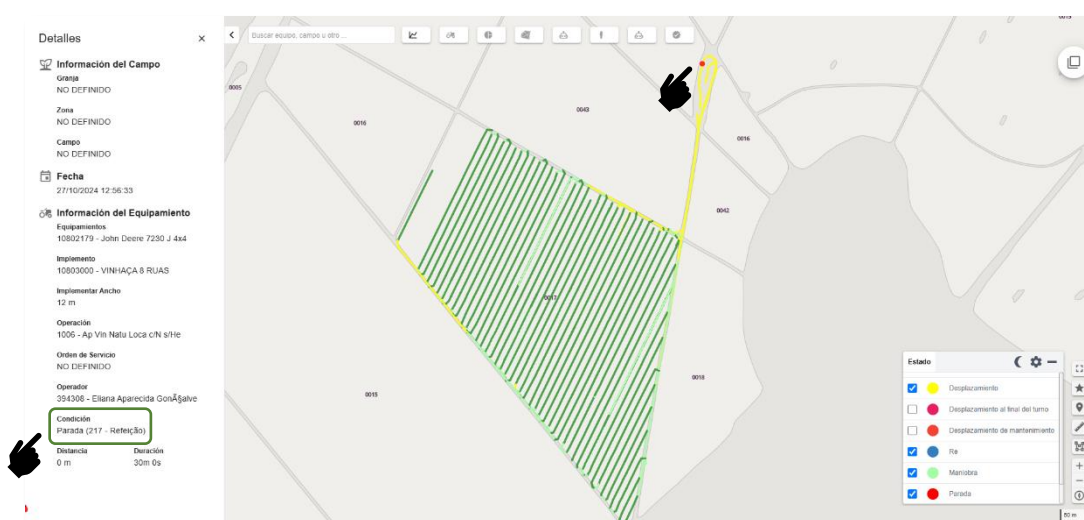 Detalles
×
Información del Campo
Granja
NO DEFINIDO
Zona
NO DEFINIDO
Campo
NO DEFINIDO
Fecha
27/10/2024 12:56:33
Información del Equipamiento
Equipamientos
10802179 - John Deere 7230 J 4x4
Implemento
10803000 - VINHAÇA 8 RUAS
Implementar Ancho
12 m
Operación
1006 - Ap Vin Natu Loca c/N s/He
Orden de Servicio
NO DEFINIDO
Operador
394308 - Eliana Aparecida GonÃ§alve
Condición
Parada (217 - Refeição)
Distancia Duración
0 m 30m 0s
Buscar equipo, campo u otro ...
0019
0005
0016
0043
0016
0042
0017
0015
0018
Estado
Desplazamiento
Desplazamiento al final del turno
Desplazamiento de mantenimiento
Re
Maniobra
Parada
50 m